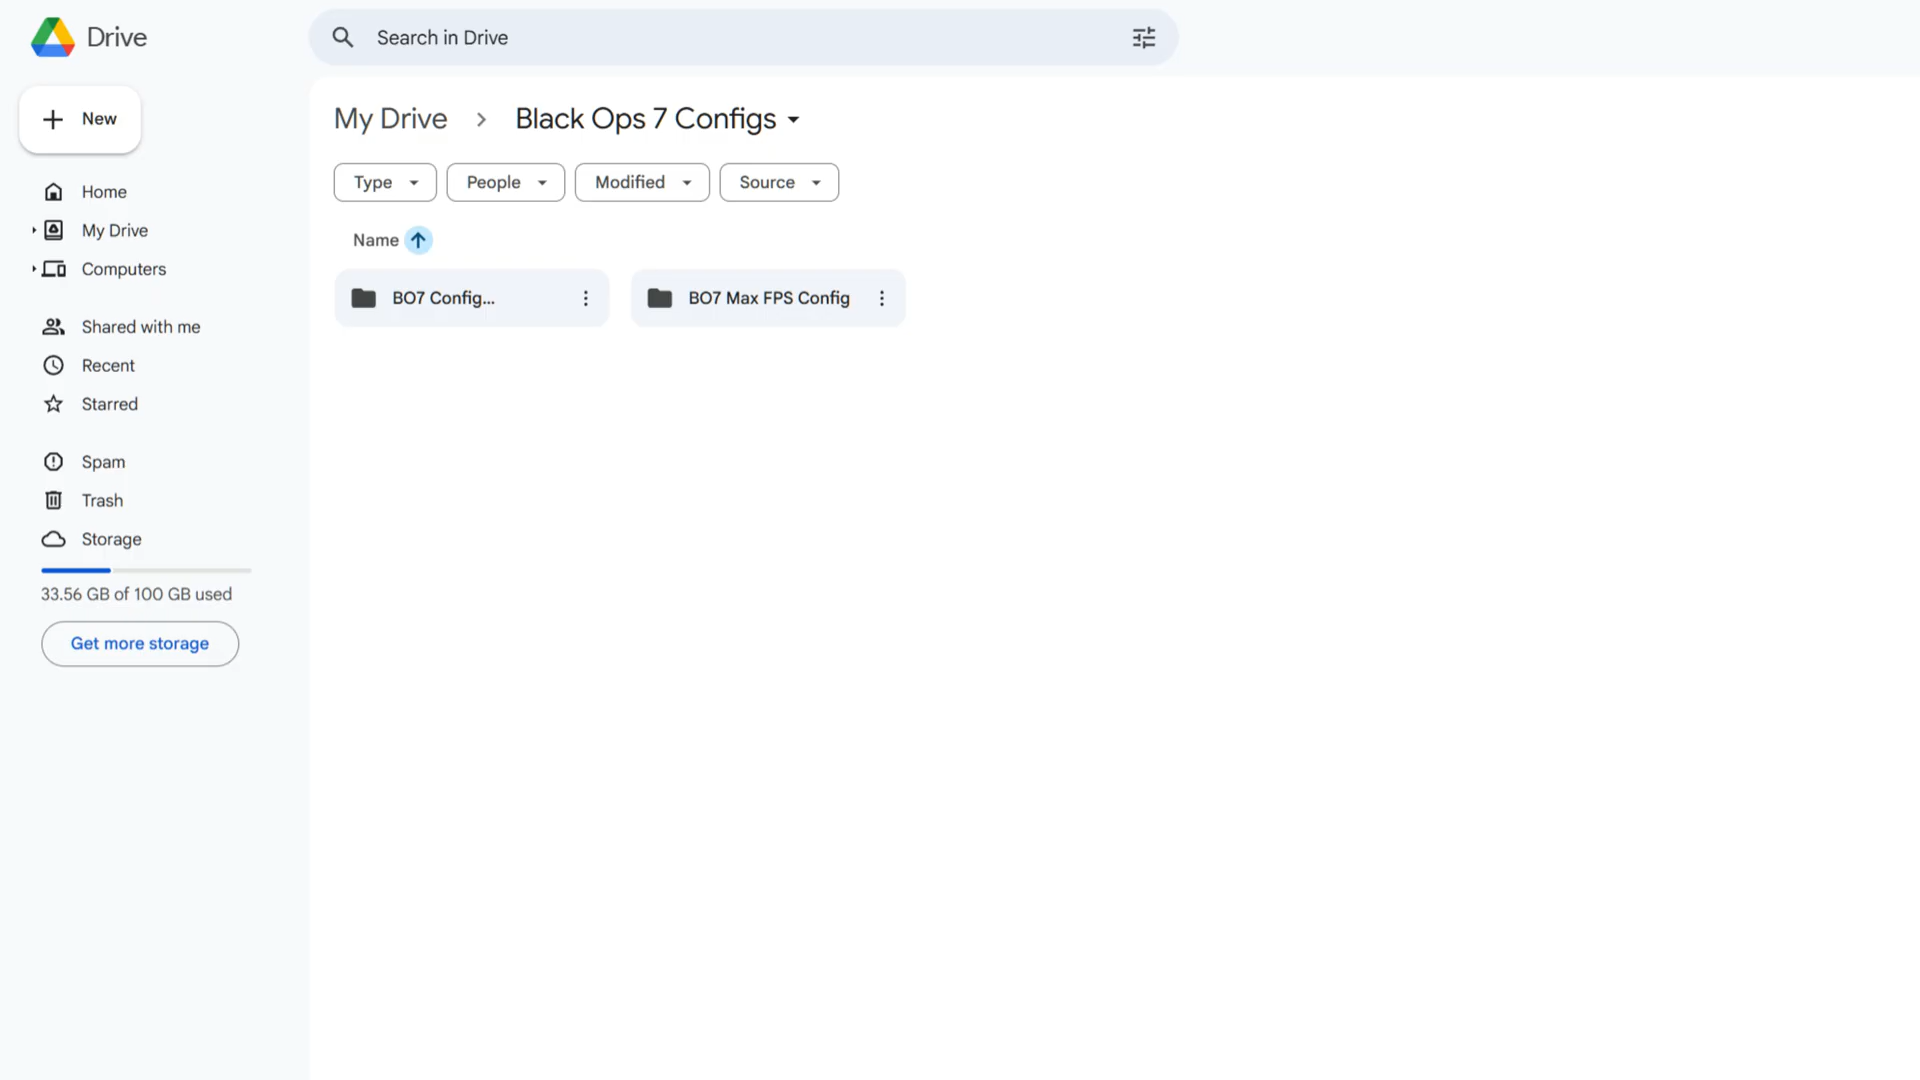 Drive
Search in Drive
New
My Drive
Black Ops 7 Configs
Type
People
Modified
Source
Home
My Drive
Computers
Name
BO7 Config...
BO7 Max FPS Config
Shared with me
Recent
Starred
Spam
Trash
Storage
33.56 GB of 100 GB used
Get more storage